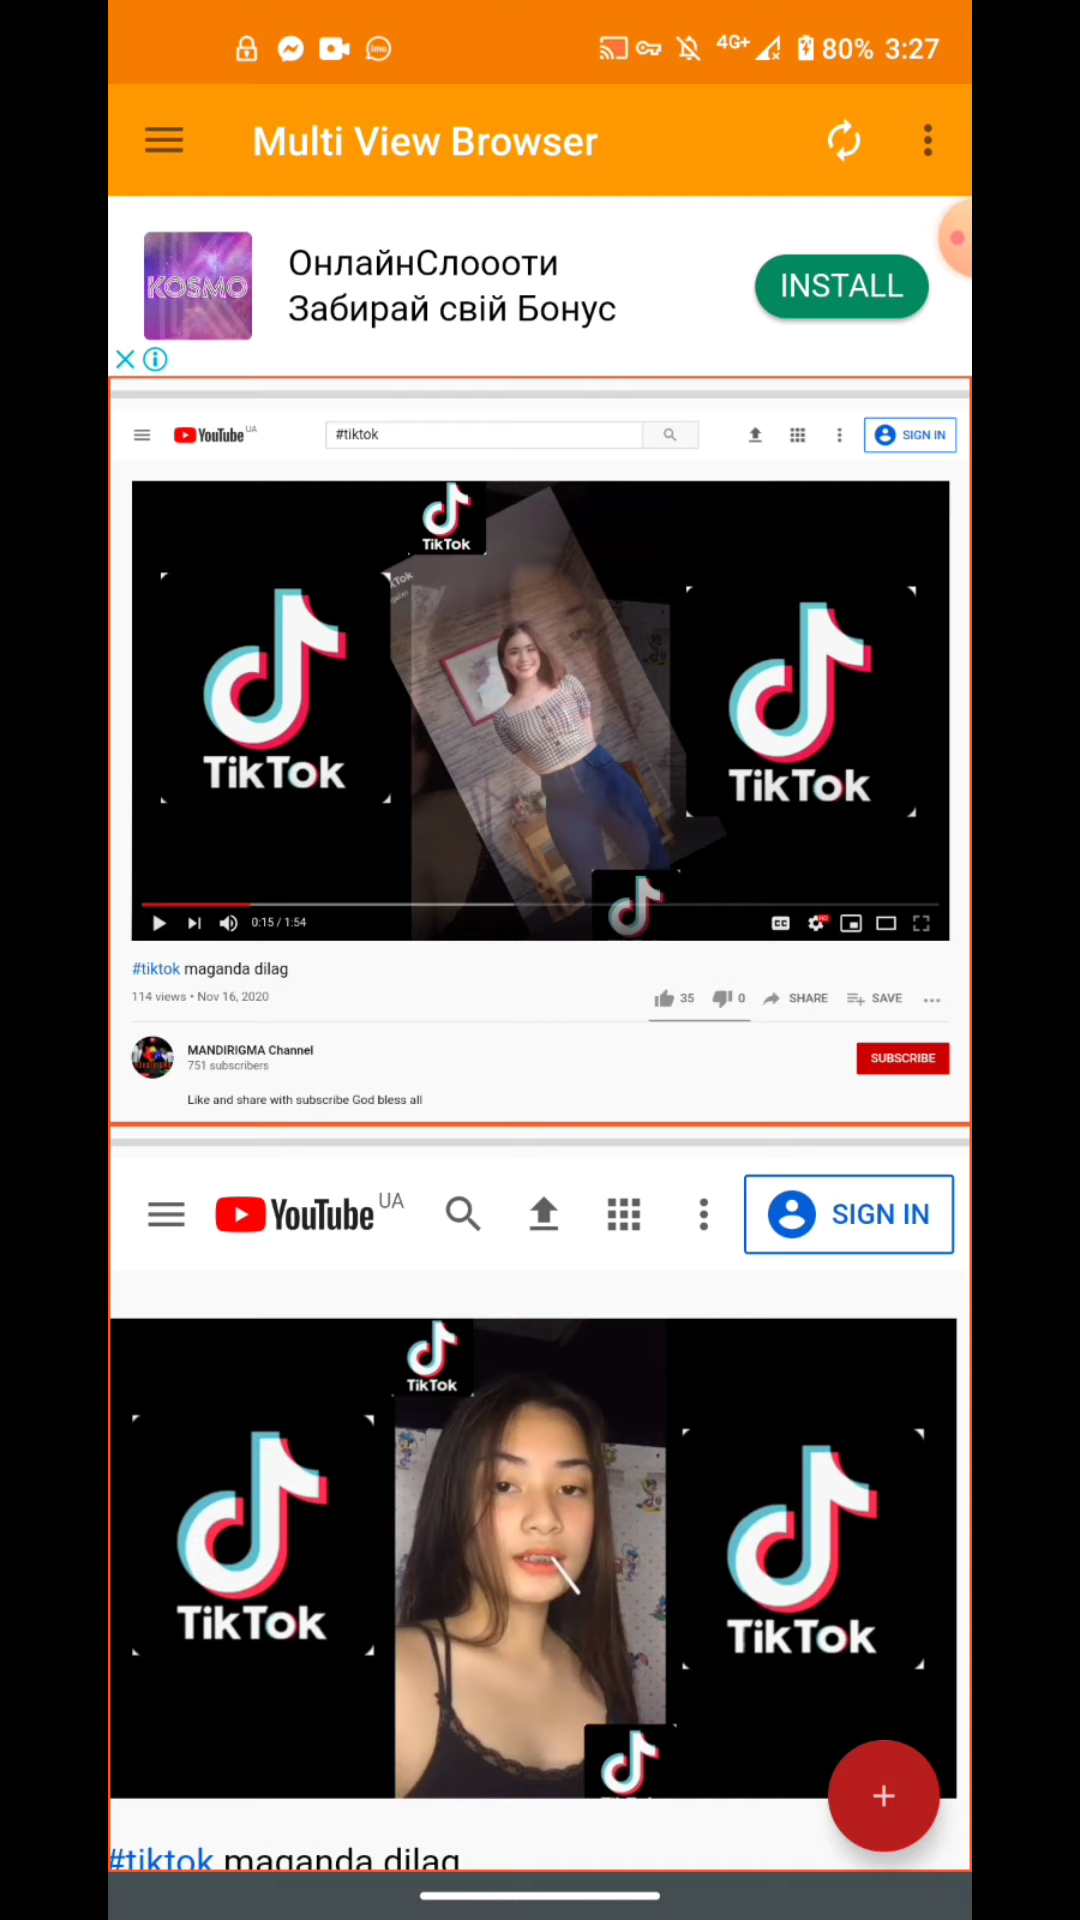 imo
4G+ 80% 3:27
Multi View Browser
KOSMO
ОнлайнСлоооти
Забирай свій Бонус
INSTALL
YouTube UA
#tiktok
SIGN IN
TikTok
TikTok
TikTok
0:15 / 1:54
CC
HD
#tiktok maganda dilag
114 views • Nov 16, 2020
35 0 SHARE SAVE
MANDIRIGMA Channel
751 subscribers
SUBSCRIBE
Like and share with subscribe God bless all
YouTube UA
SIGN IN
TikTok
TikTok
TikTok
#tiktok maganda dilag